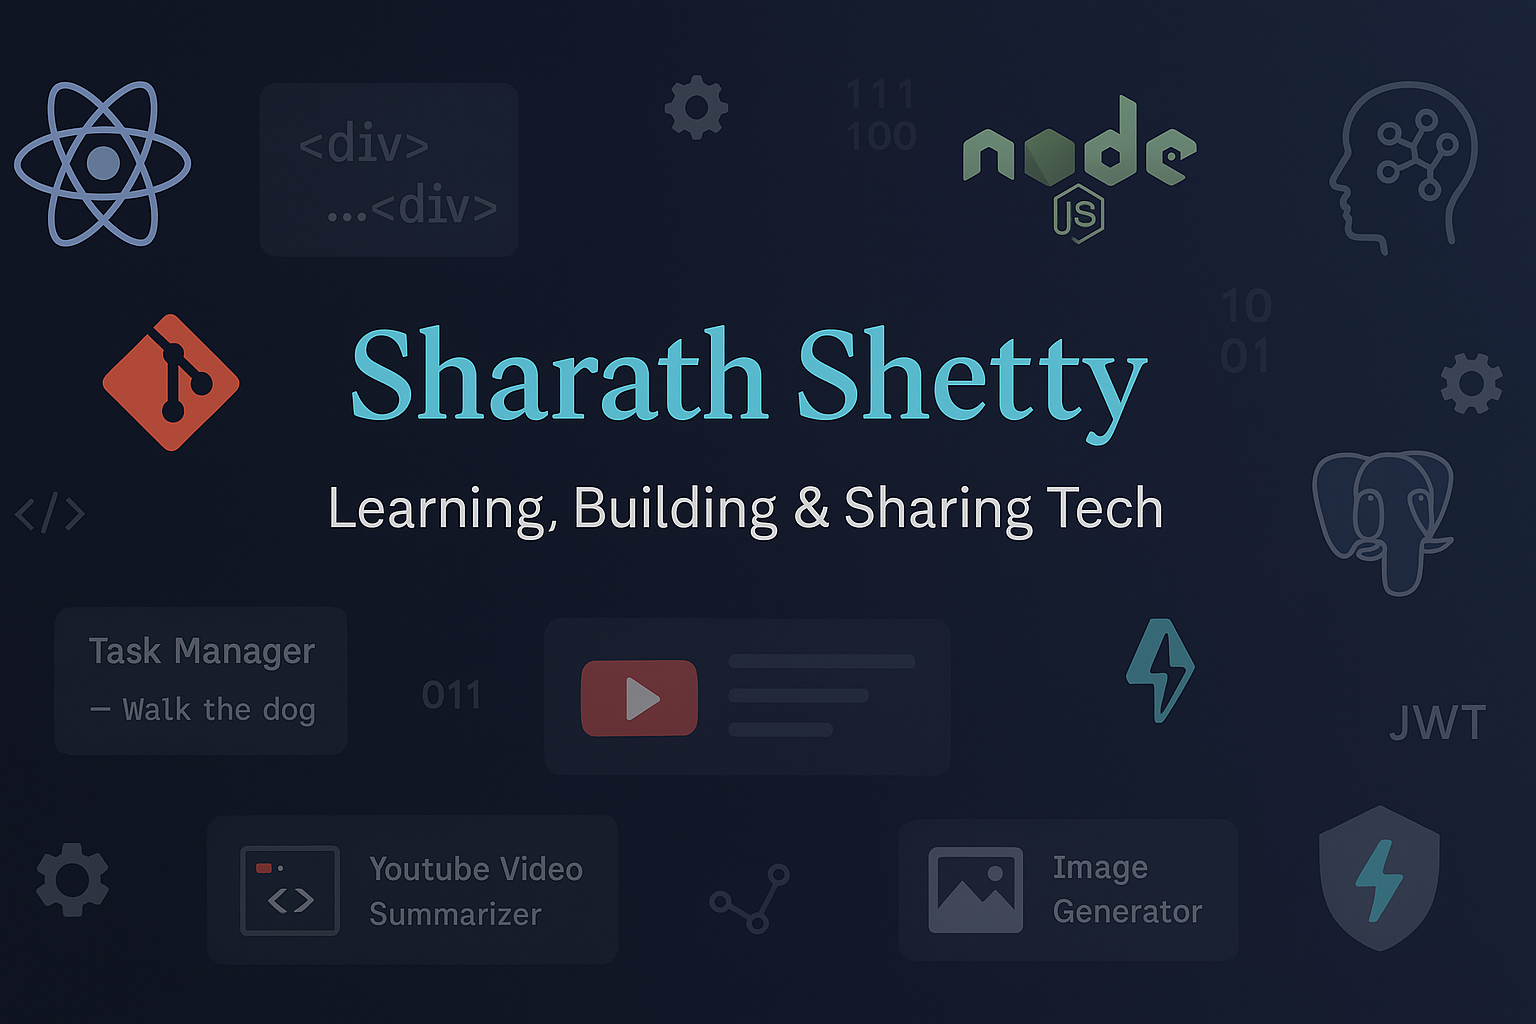 <div>
...<div>
111
100
node
JS
10
01
Sharath Shetty
Learning, Building & Sharing Tech
</>
Task Manager
– Walk the dog
011
JWT
<>
Youtube Video
Summarizer
Image
Generator